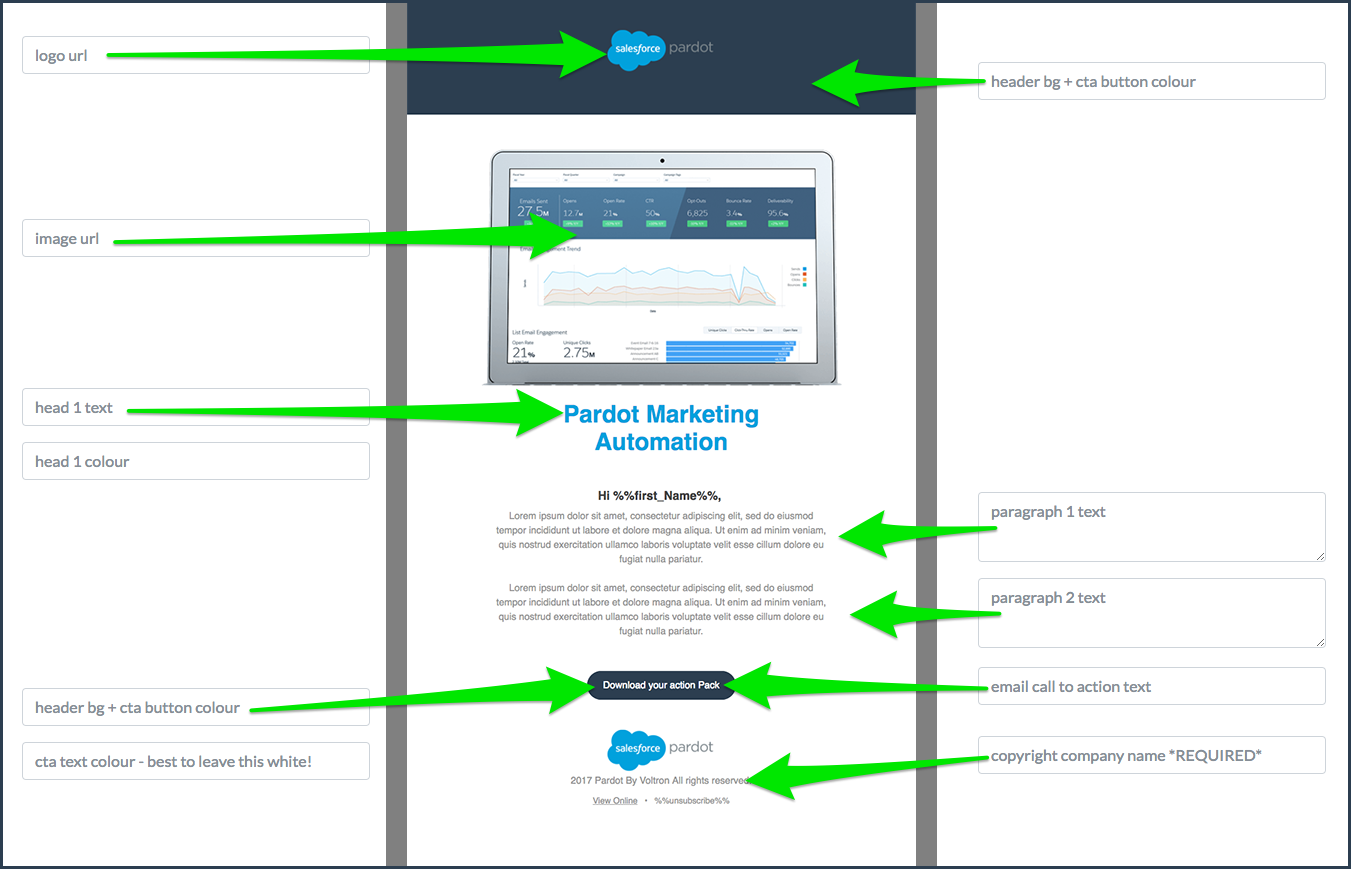 logo url
salesforce pardot
header bg + cta button colour
Emails Sent Opens Open Rate CTR Opt Outs Bounce Rate Deliverability
27.5M 12.7M 21% 50% 6,825 3.4% 95.6%
image url
Engagement Trend
List Email Engagement
Unique Clicks Click Thru Rate Opens Open Rate
Open Rate Unique Clicks
21% 2.75M
head 1 text
Pardot Marketing
Automation
head 1 colour
Hi %%first_Name%%,
paragraph 1 text
Lorem ipsum dolor sit amet, consectetur adipiscing elit, sed do eiusmod
tempor incididunt ut labore et dolore magna aliqua. Ut enim ad minim veniam,
quis nostrud exercitation ullamco laboris voluptate velit esse cillum dolore eu
fugiat nulla pariatur.
paragraph 2 text
Lorem ipsum dolor sit amet, consectetur adipiscing elit, sed do eiusmod
tempor incididunt ut labore et dolore magna aliqua. Ut enim ad minim veniam,
quis nostrud exercitation ullamco laboris voluptate velit esse cillum dolore eu
fugiat nulla pariatur.
Download your action Pack
email call to action text
header bg + cta button colour
salesforce pardot
copyright company name *REQUIRED*
cta text colour - best to leave this white!
2017 Pardot By Voltron All rights reserved.
View Online • %%unsubscribe%%